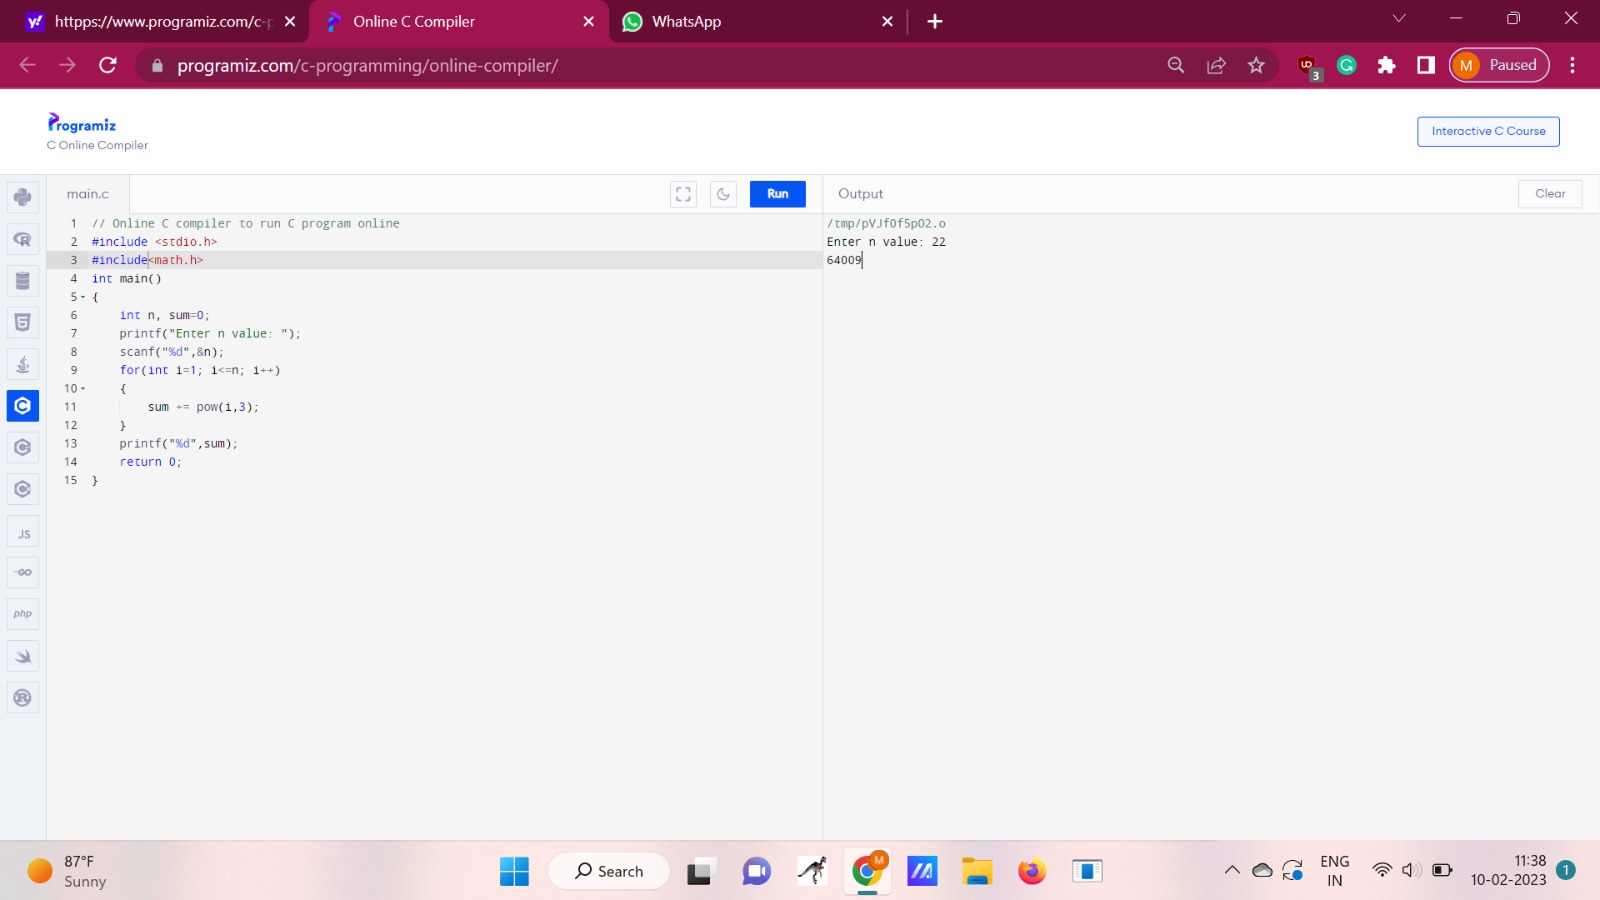 httpps://www.programiz.com/c-p
Online C Compiler
WhatsApp
programiz.com/c-programming/online-compiler/
3
M
Paused
Programiz
C Online Compiler
Interactive C Course
main.c
Run
Output
Clear
1 // Online C compiler to run C program online
2 #include <stdio.h>
3 #include<math.h>
4 int main()
5 {
6 int n, sum=0;
7 printf("Enter n value: ");
8 scanf("%d",&n);
9 for(int i=1; i<=n; i++)
10 {
11 sum += pow(i,3);
12 }
13 printf("%d",sum);
14 return 0;
15 }
/tmp/pVJf0f5pO2.o
Enter n value: 22
64009
JS
GO
php
87°F
Sunny
Search
M
ENG
IN
11:38
10-02-2023
1